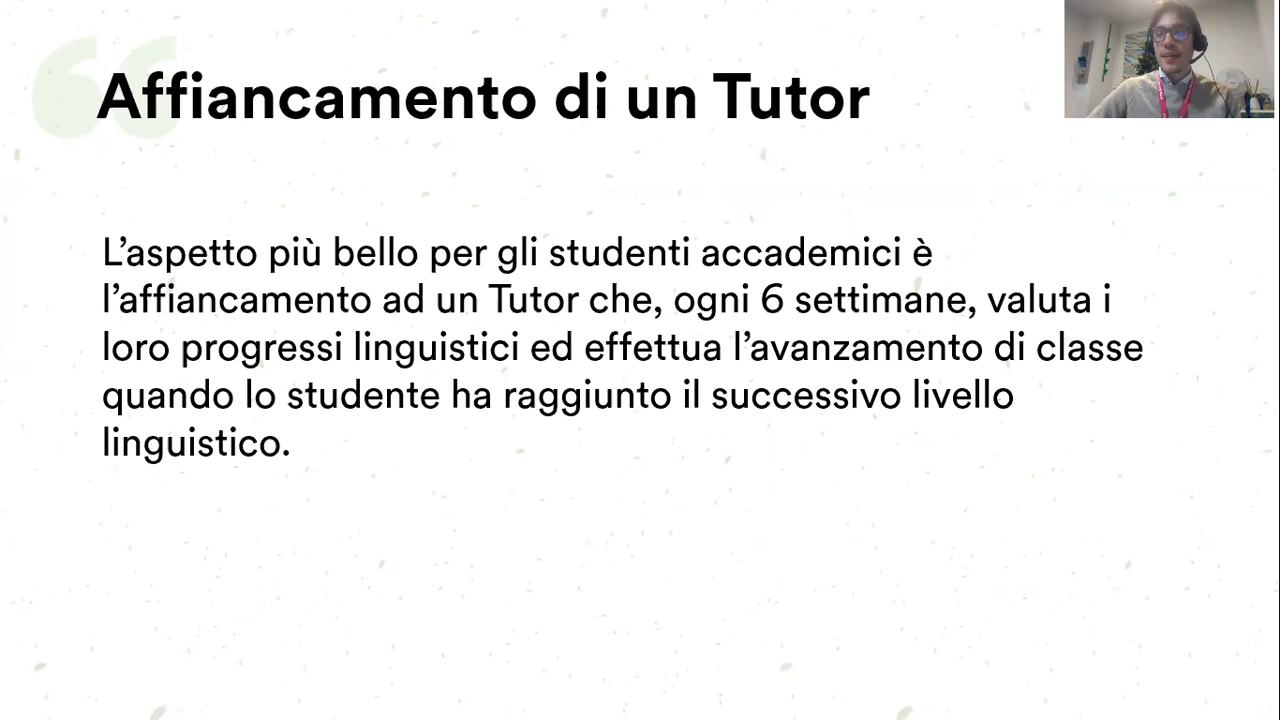 Affiancamento di un Tutor
L’aspetto più bello per gli studenti accademici è
l’affiancamento ad un Tutor che, ogni 6 settimane, valuta i
loro progressi linguistici ed effettua l’avanzamento di classe
quando lo studente ha raggiunto il successivo livello
linguistico.